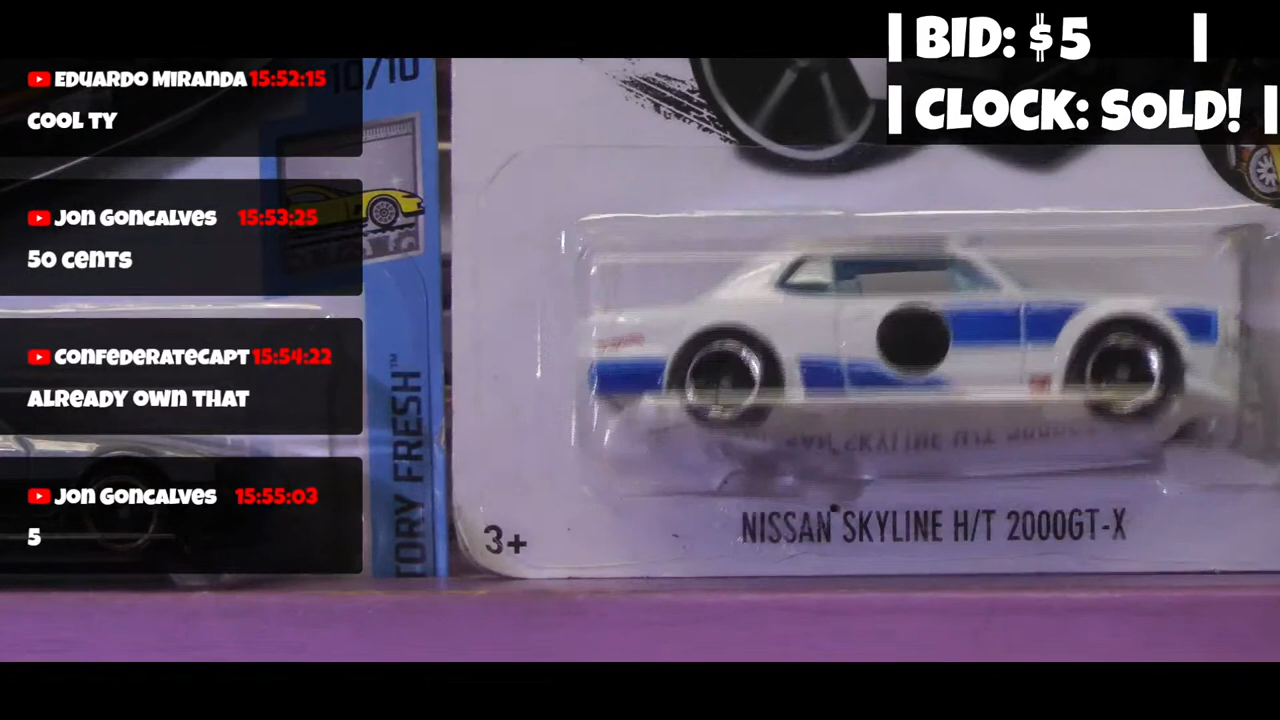 | BID: $5 |
| CLOCK: SOLD! |
EDUARDO MIRANDA 15:52:15
COOL TY
JON GONCALVES 15:53:25
50 CENTS
CONFEDERATECAPT 15:54:22
ALREADY OWN THAT
JON GONCALVES 15:55:03
5
10/10
TORY FRESH™
3+
NISSAN SKYLINE H/T 2000GT-X